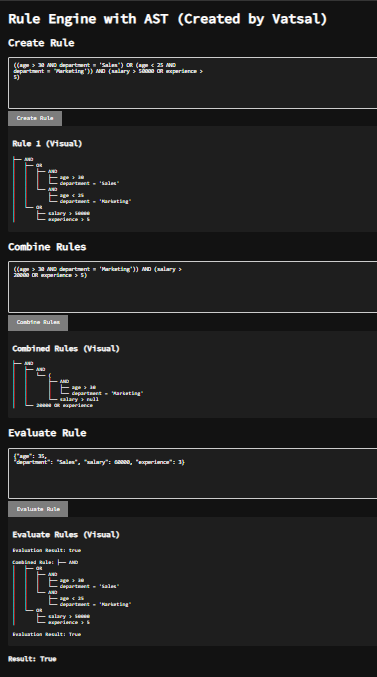 Rule Engine with AST (Created by Vatsal)
Create Rule
((age > 30 AND department = 'Sales') OR (age < 25 AND
department = 'Marketing')) AND (salary > 50000 OR experience >
5)
Create Rule
Rule 1 (Visual)
AND
OR
AND
age > 30
department = 'Sales'
AND
age < 25
department = 'Marketing'
OR
salary > 50000
experience > 5
Combine Rules
((age > 30 AND department = 'Marketing')) AND (salary >
20000 OR experience > 5)
Combine Rules
Combined Rules (Visual)
AND
AND
(
AND
age > 30
department = 'Marketing'
salary > null
20000 OR experience
Evaluate Rule
{"age": 35,
"department": "Sales", "salary": 60000, "experience": 3}
Evaluate Rule
Evaluate Rules (Visual)
Evaluation Result: true
Combined Rule: AND
OR
AND
age > 30
department = 'Sales'
AND
age < 25
department = 'Marketing'
OR
salary > 50000
experience > 5
Evaluation Result: True
Result: True